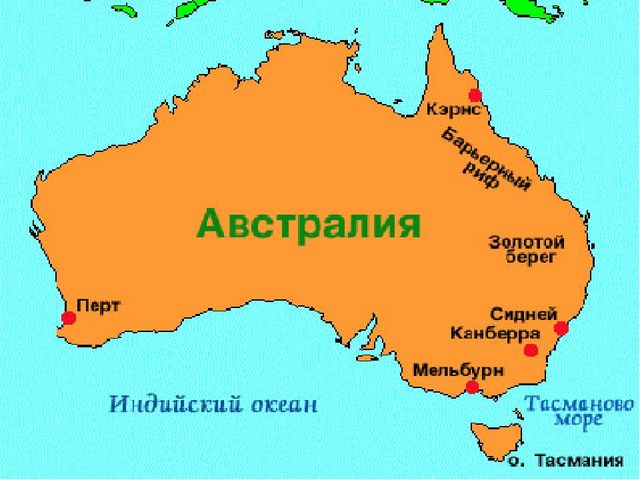 Кэрнс
Барьерный
риф
Австралия
Золотой
берег
Перт
Сидней
Канберра
Мельбурн
Индийский океан
Тасманово
море
о. Тасмания